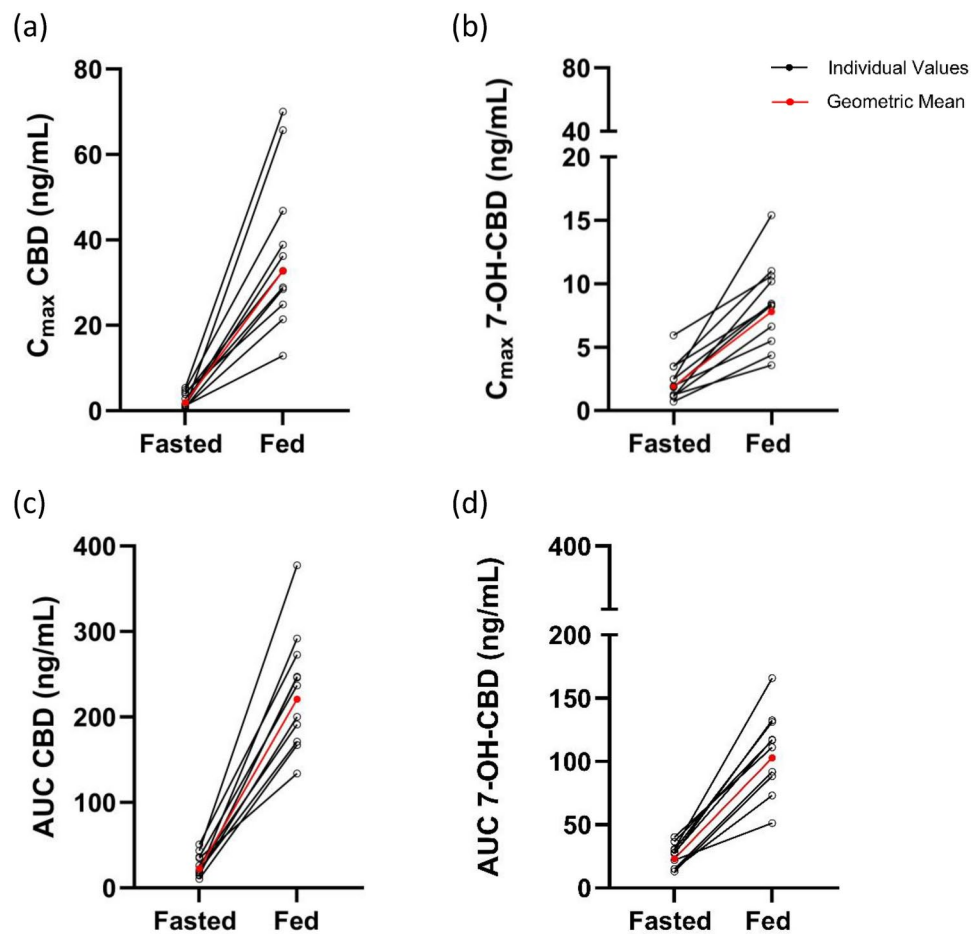 (a)
80
60
40
20
0
Cmax CBD (ng/mL)
Fasted Fed
(b)
80
40
20
15
10
5
0
Cmax 7-OH-CBD (ng/mL)
Fasted Fed
Individual Values
Geometric Mean
(c)
400
300
200
100
0
AUC CBD (ng/mL)
Fasted Fed
(d)
400
200
150
100
50
0
AUC 7-OH-CBD (ng/mL)
Fasted Fed